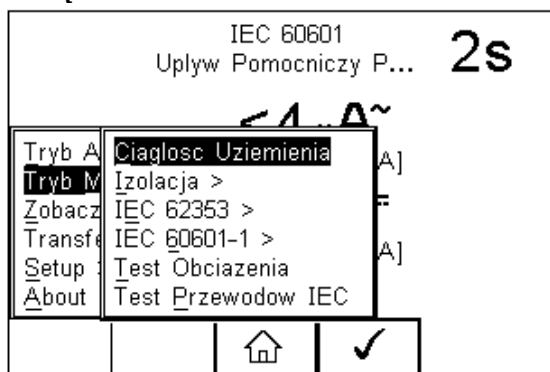 IEC 60601
Uplyw Pomocniczy P...
2s
A]
A]
Tryb A
Tryb M
Zobacz
Transfe
Setup
About
Ciaglosc Uziemienia
Izolacja >
IEC 62353 >
IEC 60601-1 >
Test Obciazenia
Test Przewodow IEC